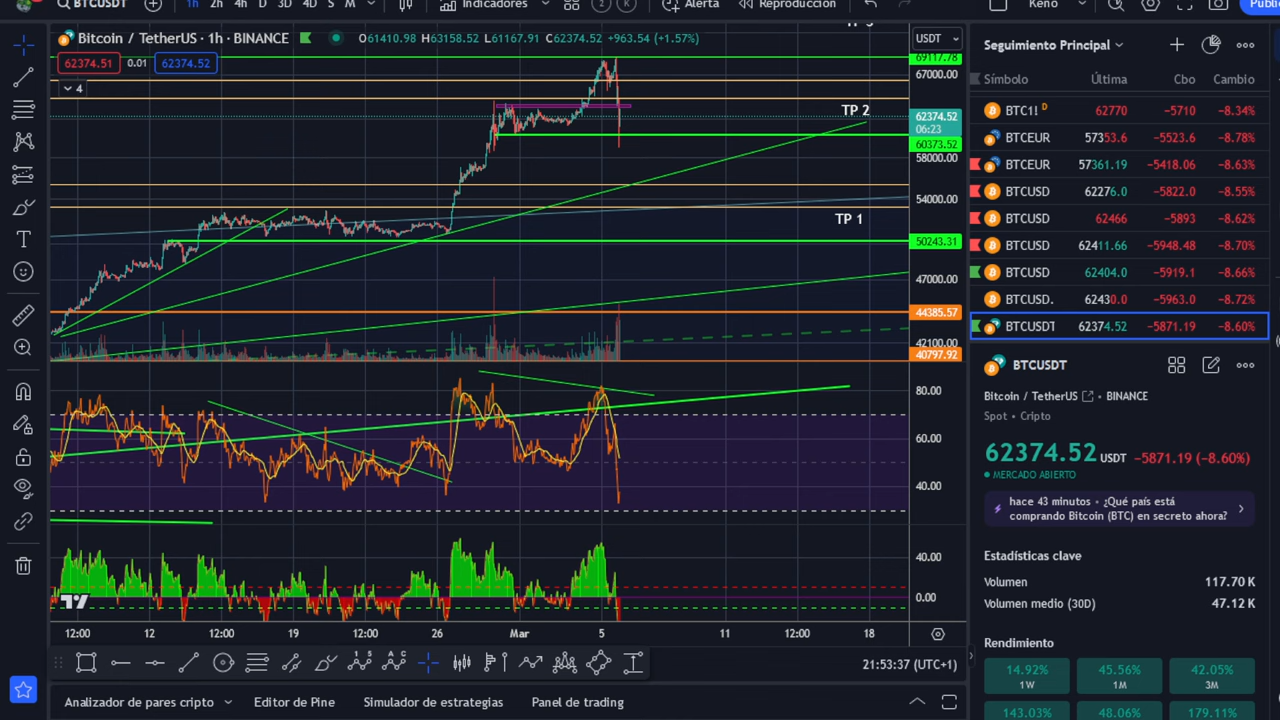 BTCUSDT
1h 2h 4h D 3D 4D S M
Indicadores
Alerta
Reproducción
Keno
Bitcoin / TetherUS · 1h · BINANCE
O61410.98 H63158.52 L61167.91 C62374.52 +963.54 (+1.57%)
USDT
62374.51 0.01 62374.52
4
69117.78
67000.00
TP 2
62374.52
06:23
60373.52
58000.00
54000.00
TP 1
50243.31
47000.00
44385.57
42100.00
40797.92
80.00
60.00
40.00
40.00
0.00
12:00 12 12:00 19 12:00 26 Mar 5 11 12:00 18
21:53:37 (UTC+1)
Analizador de pares cripto
Editor de Pine
Simulador de estrategias
Panel de trading
Seguimiento Principal
Símbolo Última Cbo Cambio
BTC1! D 62770 −5710 −8.34%
BTCEUR 57353.6 −5523.6 −8.78%
BTCEUR 57361.19 −5418.06 −8.63%
BTCUSD 62276.0 −5822.0 −8.55%
BTCUSD 62466 −5893 −8.62%
BTCUSD 62411.66 −5948.48 −8.70%
BTCUSD 62404.0 −5919.1 −8.66%
BTCUSD. 62430.0 −5963.0 −8.72%
BTCUSDT 62374.52 −5871.19 −8.60%
BTCUSDT
Bitcoin / TetherUS • BINANCE
Spot • Cripto
62374.52 USDT −5871.19 (−8.60%)
MERCADO ABIERTO
hace 43 minutos • ¿Qué país está
comprando Bitcoin (BTC) en secreto ahora?
Estadísticas clave
Volumen 117.70 K
Volumen medio (30D) 47.12 K
Rendimiento
14.92% 45.56% 42.05%
1W 1M 3M
143.03% 48.06% 179.11%